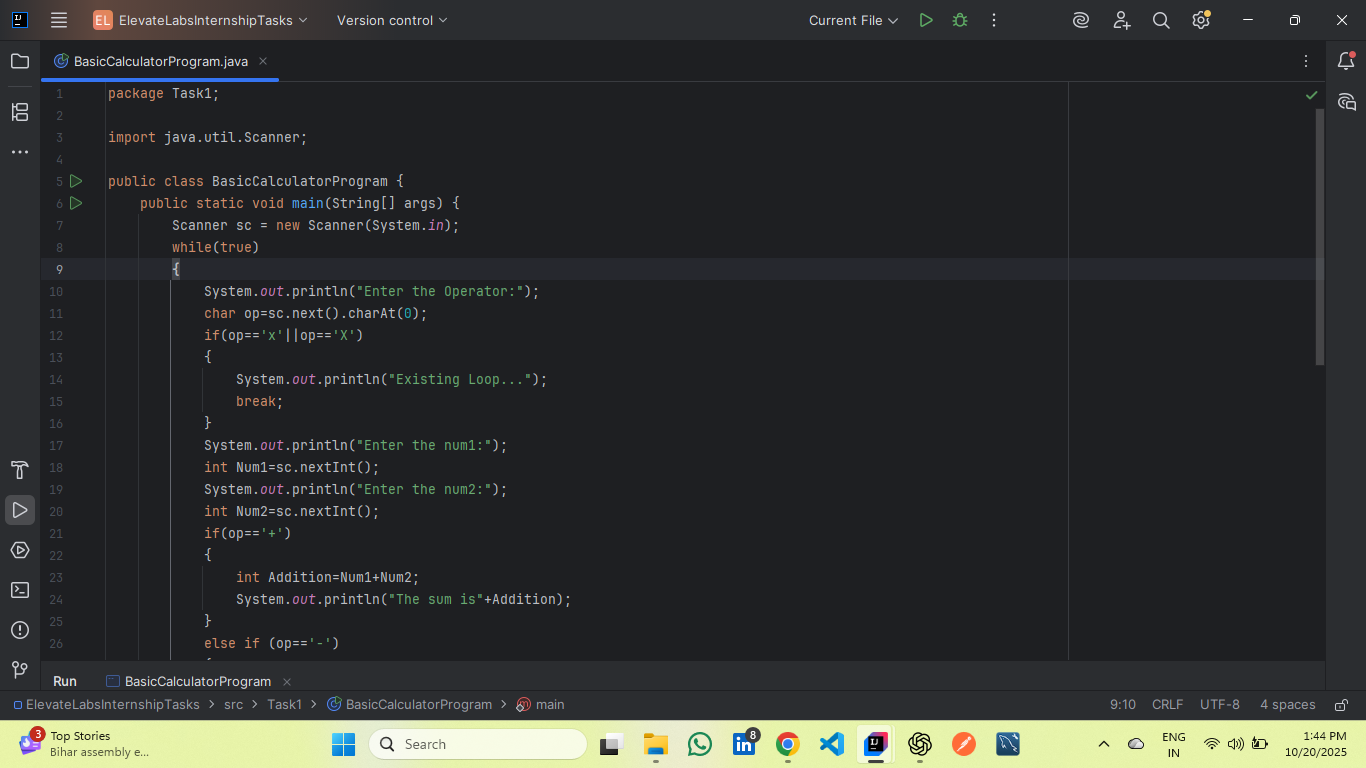 EL ElevateLabsInternshipTasks Version control Current File
BasicCalculatorProgram.java
1 package Task1;
2
3 import java.util.Scanner;
4
5 public class BasicCalculatorProgram {
6 public static void main(String[] args) {
7 Scanner sc = new Scanner(System.in);
8 while(true)
9 {
10 System.out.println("Enter the Operator:");
11 char op=sc.next().charAt(0);
12 if(op=='x'||op=='X')
13 {
14 System.out.println("Existing Loop...");
15 break;
16 }
17 System.out.println("Enter the num1:");
18 int Num1=sc.nextInt();
19 System.out.println("Enter the num2:");
20 int Num2=sc.nextInt();
21 if(op=='+')
22 {
23 int Addition=Num1+Num2;
24 System.out.println("The sum is"+Addition);
25 }
26 else if (op=='-')
Run BasicCalculatorProgram
ElevateLabsInternshipTasks > src > Task1 > BasicCalculatorProgram > main 9:10 CRLF UTF-8 4 spaces
3 Top Stories
Bihar assembly e...
Search
8
ENG
IN
1:44 PM
10/20/2025